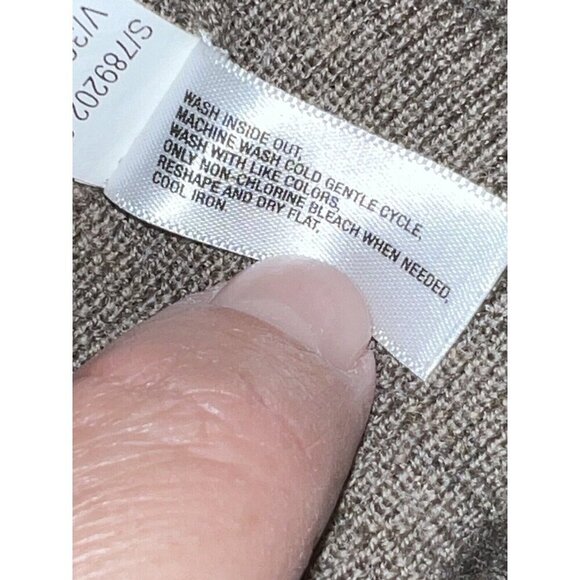 SI789202
WASH INSIDE OUT,
MACHINE WASH COLD GENTLE CYCLE.
WASH WITH LIKE COLORS.
ONLY NON-CHLORINE BLEACH WHEN NEEDED.
RESHAPE AND DRY FLAT.
COOL IRON.